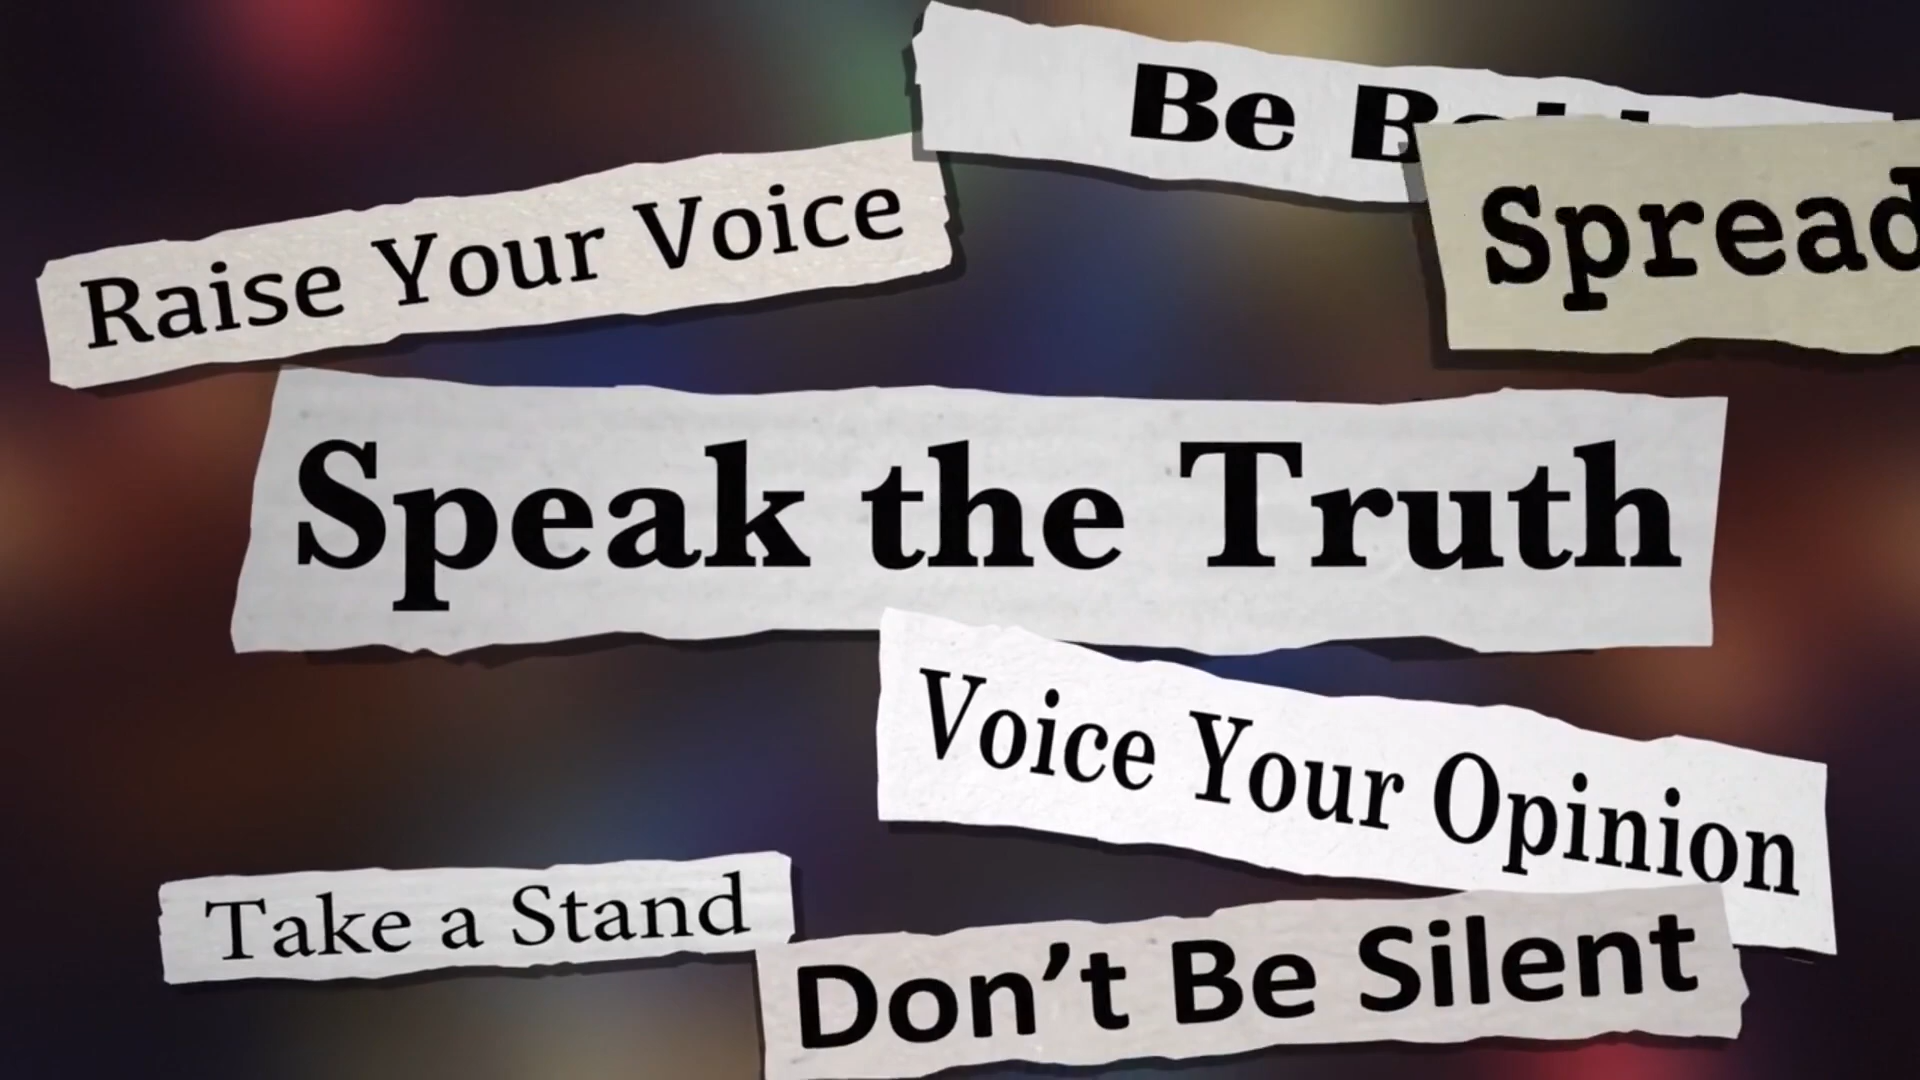 Be
Raise Your Voice
Spread
Speak the Truth
Voice Your Opinion
Take a Stand
Don't Be Silent